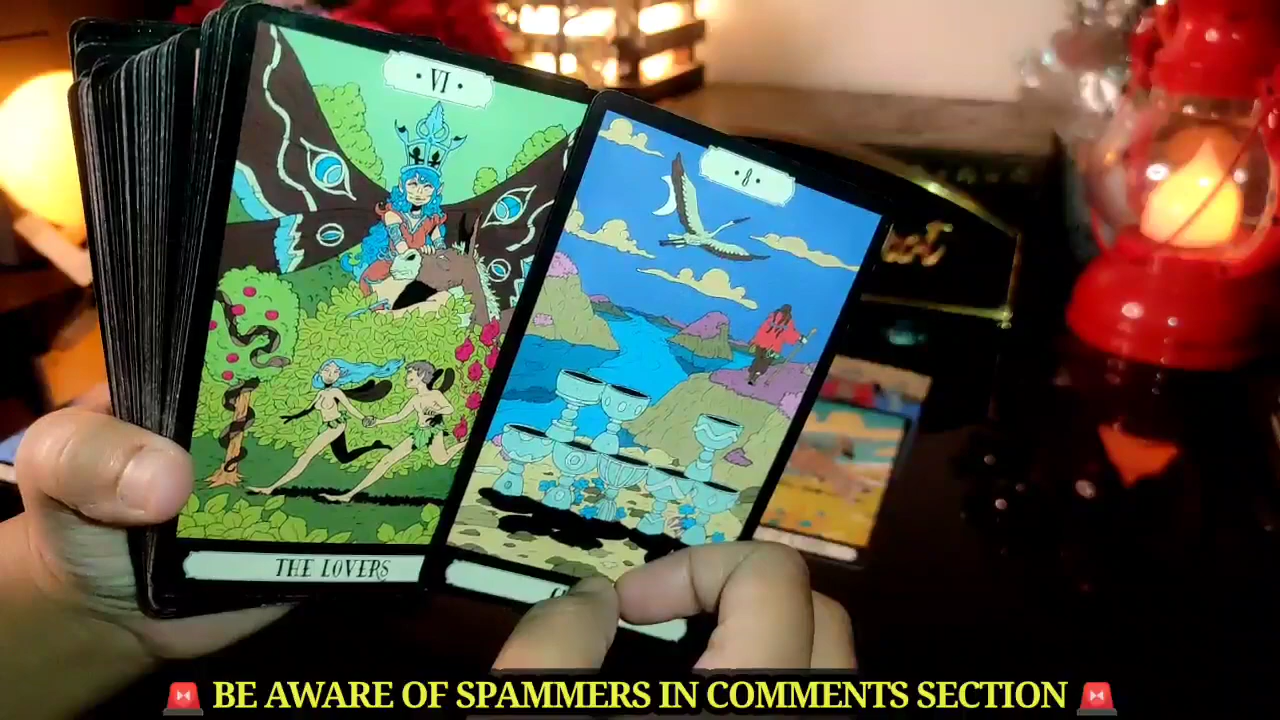 • VI •
• 8 •
THE LOVERS
🚨 BE AWARE OF SPAMMERS IN COMMENTS SECTION 🚨